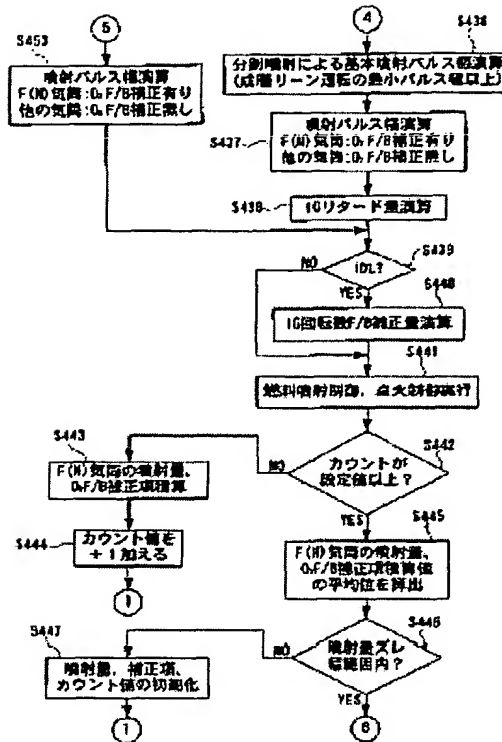 5
4
S453
噴射パルス幅演算
F(N)気筒:O₂F/B補正有り
他の気筒:O₂F/B補正無し
S436
分割噴射による基本噴射パルス幅演算
(成層リーン運転の最小パルス幅以上)
S437
噴射パルス幅演算
F(N)気筒:O₂F/B補正有り
他の気筒:O₂F/B補正無し
S438
IGリタード量演算
S439
IDL?
NO
YES
S440
IG回転数F/B補正量演算
S441
燃料噴射制御、点火制御実行
S442
カウントが
設定値以上?
NO
YES
S443
F(N)気筒の噴射量、
O₂F/B補正項積算
S444
カウント値を
+1加える
S445
F(N)気筒の噴射量、
O₂F/B補正項積算値
の平均値を算出
S446
噴射量ズレ
範囲内?
NO
YES
S447
噴射量、補正項、
カウント値の初期化
6